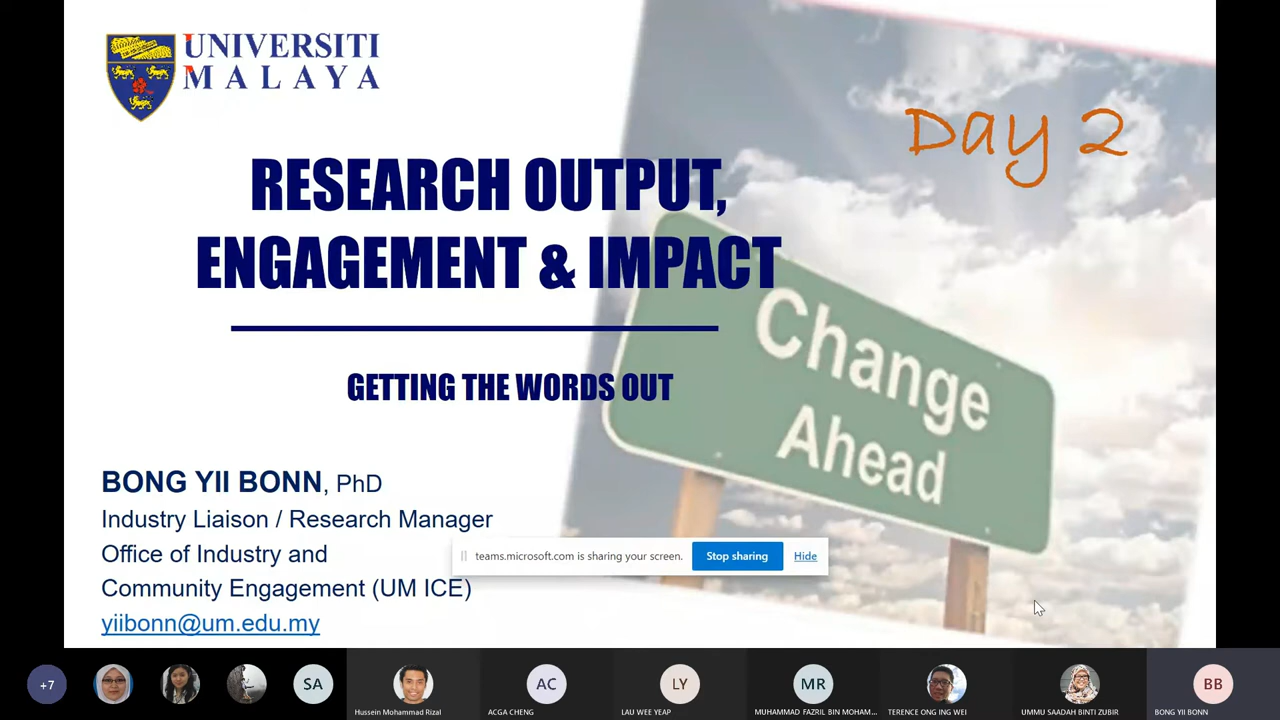 UNIVERSITI
MALAYA
Day 2
RESEARCH OUTPUT,
ENGAGEMENT & IMPACT
GETTING THE WORDS OUT
Change
Ahead
BONG YII BONN, PhD
Industry Liaison / Research Manager
Office of Industry and
Community Engagement (UM ICE)
yiibonn@um.edu.my
teams.microsoft.com is sharing your screen. Stop sharing Hide
+7 SA AC LY MR BB
Hussein Mohammad Rizal ACGA CHENG LAU WEE YEAP MUHAMMAD FAZRIL BIN MOHAM... TERENCE ONG ING WEI UMMU SAADAH BINTI ZUBIR BONG YII BONN